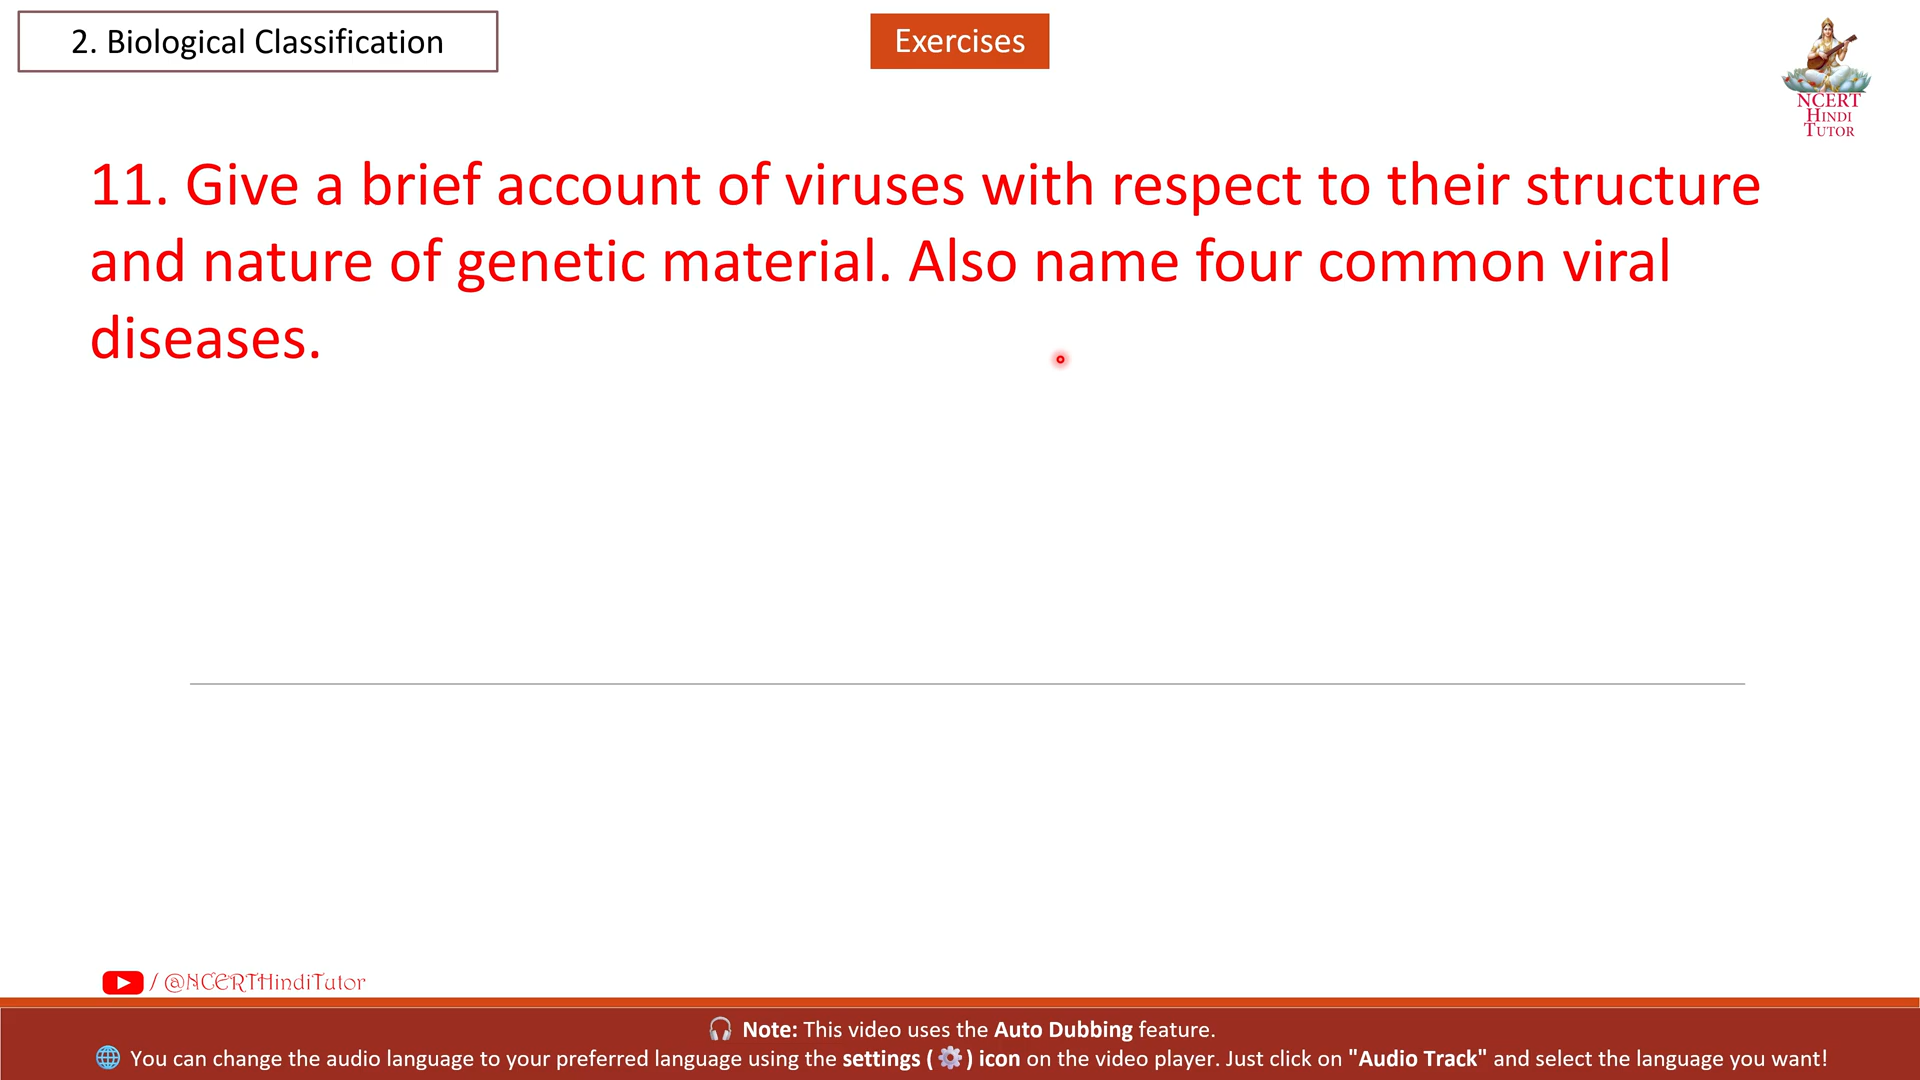 2. Biological Classification
Exercises
NCERT
HINDI
TUTOR
11. Give a brief account of viruses with respect to their structure
and nature of genetic material. Also name four common viral
diseases.
/ @NCERTHindiTutor
Note: This video uses the Auto Dubbing feature.
You can change the audio language to your preferred language using the settings ( ⚙ ) icon on the video player. Just click on "Audio Track" and select the language you want!